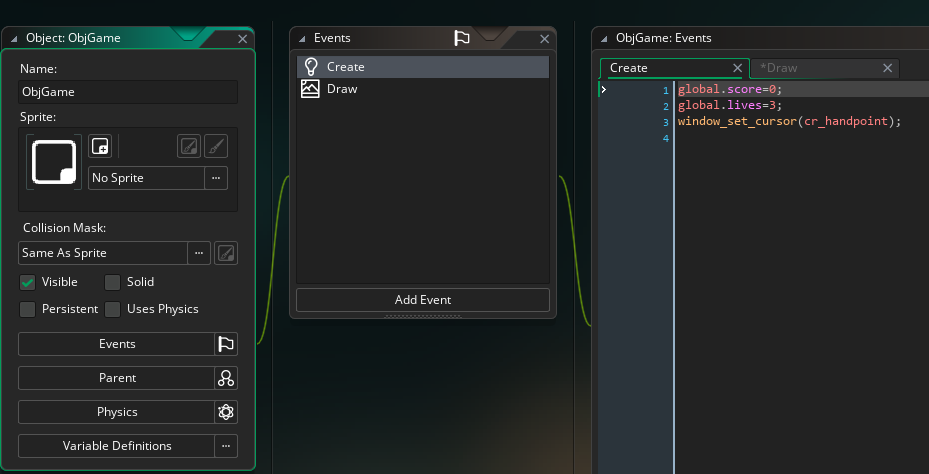 Object: ObjGame
Name:
ObjGame
Sprite:
No Sprite
...
Collision Mask:
Same As Sprite
...
Visible
Solid
Persistent
Uses Physics
Events
Parent
Physics
Variable Definitions
...
Events
Create
Draw
Add Event
ObjGame: Events
Create
*Draw
1 global.score=0;
2 global.lives=3;
3 window_set_cursor(cr_handpoint);
4